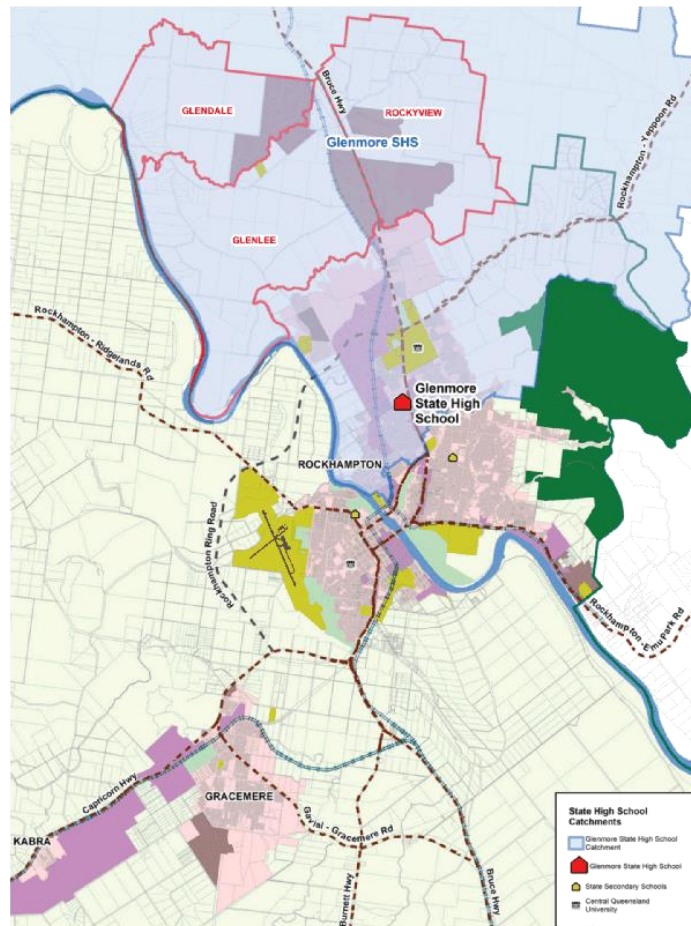 Bruce Hwy
GLENDALE
ROCKYVIEW
Glenmore SHS
Rockhampton - Yeppoon Rd
GLENLEE
Rockhampton - Ridgelands Rd
Glenmore
State High
School
ROCKHAMPTON
Rockhampton Ring Road
Rockhampton - Emu Park Rd
Capricorn Hwy
GRACEMERE
KABRA
Gavial - Gracemere Rd
Burnett Hwy
Bruce Hwy
State High School
Catchments
Glenmore State High School
Catchment
Glenmore State High School
State Secondary Schools
Central Queensland
University